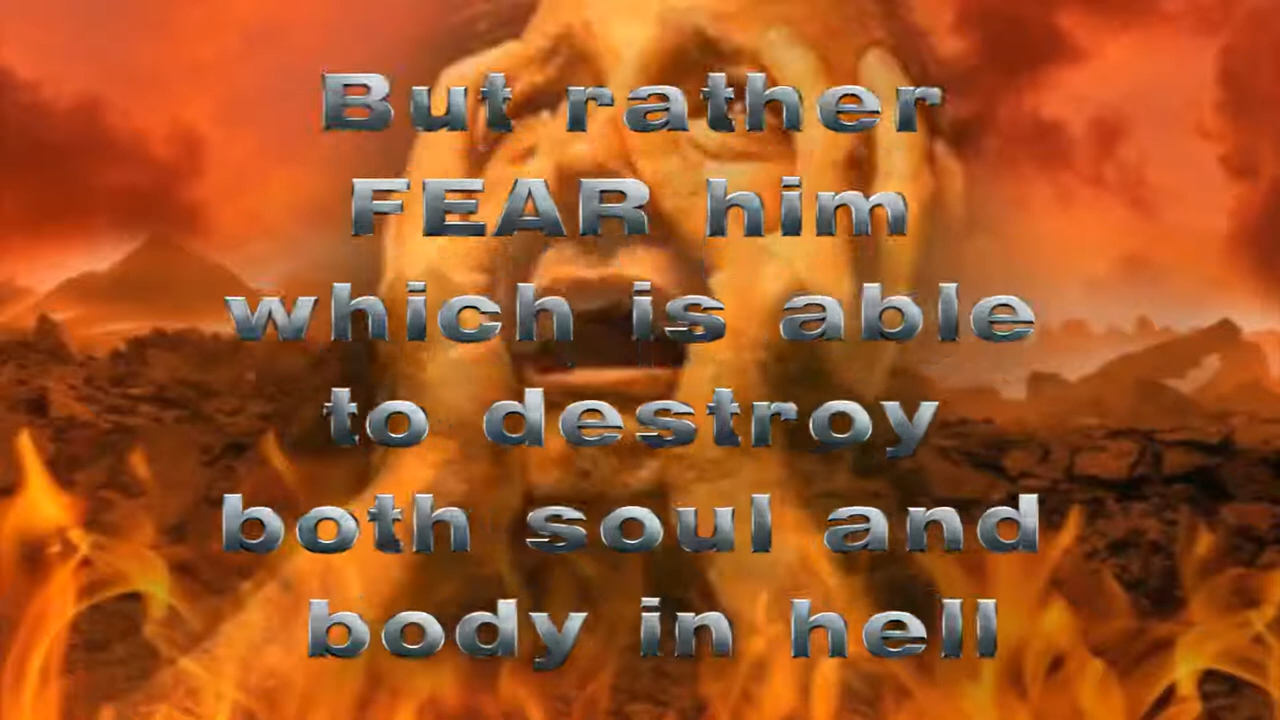 But rather
FEAR him
which is able
to destroy
both soul and
body in hell